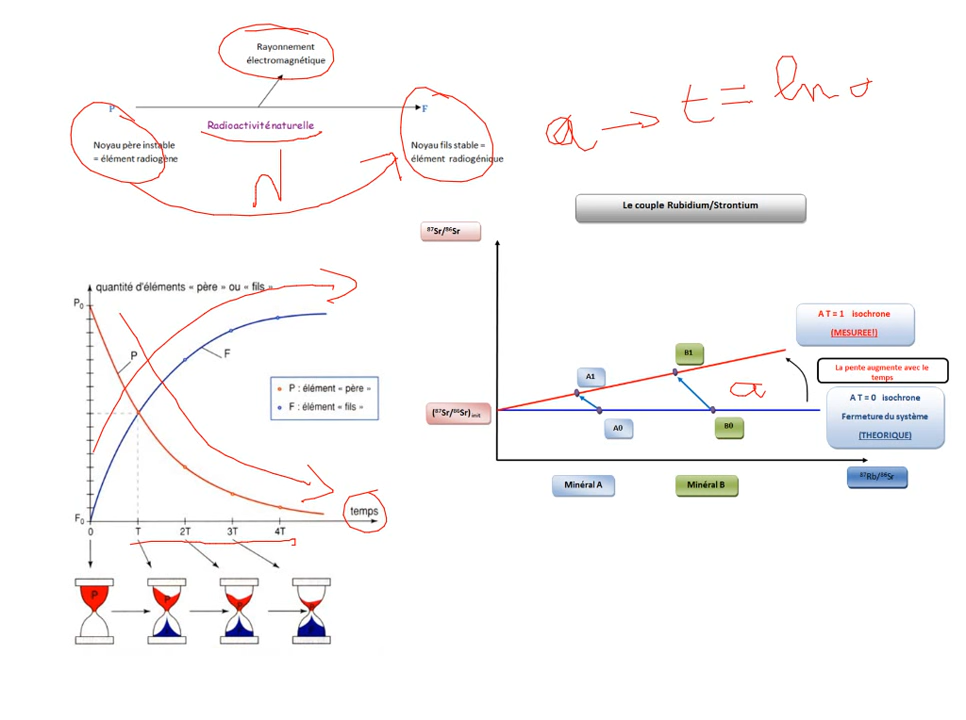 Rayonnement
électromagnétique
P
F
Radioactivité naturelle
Noyau père instable
= élément radiogène
Noyau fils stable =
élément radiogénique
N
a → t = ln
Le couple Rubidium/Strontium
⁸⁷Sr/⁸⁶Sr
A T = 1 isochrone
(MESUREE!)
La pente augmente avec le
temps
A T = 0 isochrone
Fermeture du système
(THEORIQUE)
B1
A1
a
(⁸⁷Sr/⁸⁶Sr)init
A0
B0
⁸⁷Rb/⁸⁶Sr
Minéral A
Minéral B
quantité d'éléments « père » ou « fils »
P₀
P
F
P : élément « père »
F : élément « fils »
F₀
temps
0 T 2T 3T 4T
P
P
P
P